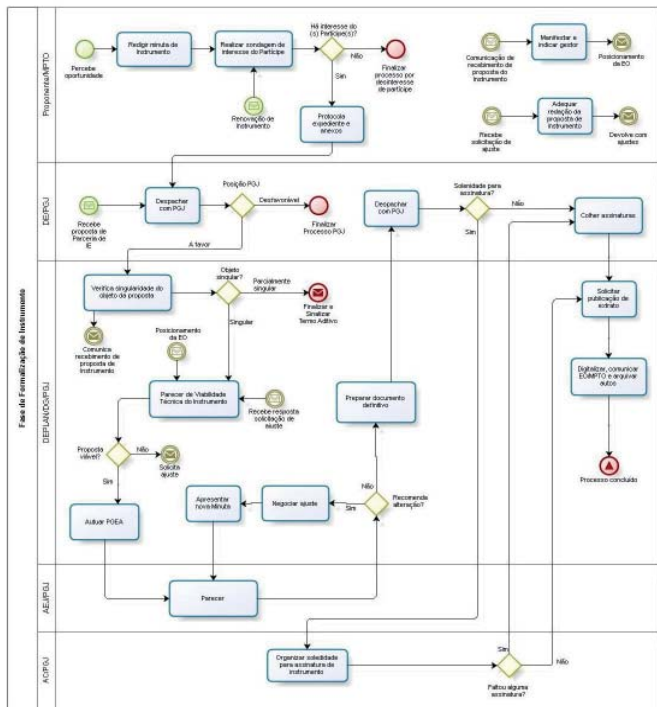 Fase de Formalização de Instrumento
Proponente/MPTO
Percebe
oportunidade
Redigir minuta de
Instrumento
Realizar sondagem de
interesse do Partícipe
Há interesse do
(s) Partícipe(s)?
Não
Sim
Finalizar
processo por
desinteresse
de partícipe
Renovação de
Instrumento
Protocola
expediente e
anexos
Comunicação de
recebimento de
proposta do Instrumento
Manifestar e
indicar gestor
Posicionamento
da EO
Recebe
solicitação de
ajuste
Adequar
redação de
proposta de
Instrumento
Devolve com
ajustes
DE/PGJ
Recebe
proposta de
Parceria de
IE
Despachar
com PGJ
Posição PGJ
Desfavorável
Finalizar
Processo PGJ
A favor
Despachar
com PGJ
Solenidade para
assinatura?
Não
Sim
Colher assinaturas
DEPLAN/DG/PGJ
Verifica singularidade do
objeto da proposta
Comunica
recebimento de
proposta de
Instrumento
Objeto
singular?
Parcialmente
singular
Finalizar e
Sinalizar
Termo Aditivo
Singular
Posicionamento
da EO
Parecer de Viabilidade
Técnica do Instrumento
Recebe resposta
solicitação de
ajuste
Proposta
viável?
Não
Solicita
ajuste
Sim
Autuar PGEA
Apresentar
nova Minuta
Negociar ajuste
Sim
Não
Recomenda
alteração?
Preparar documento
definitivo
Solicitar
publicação de
extrato
Digitalizar, comunicar
EO/MPTO e arquivar
autos
Processo concluído
AEJ/PGJ
Parecer
AC/PGJ
Organizar soledidade
para assinatura de
instrumento
Sim
Não
Faltou alguma
assinatura?